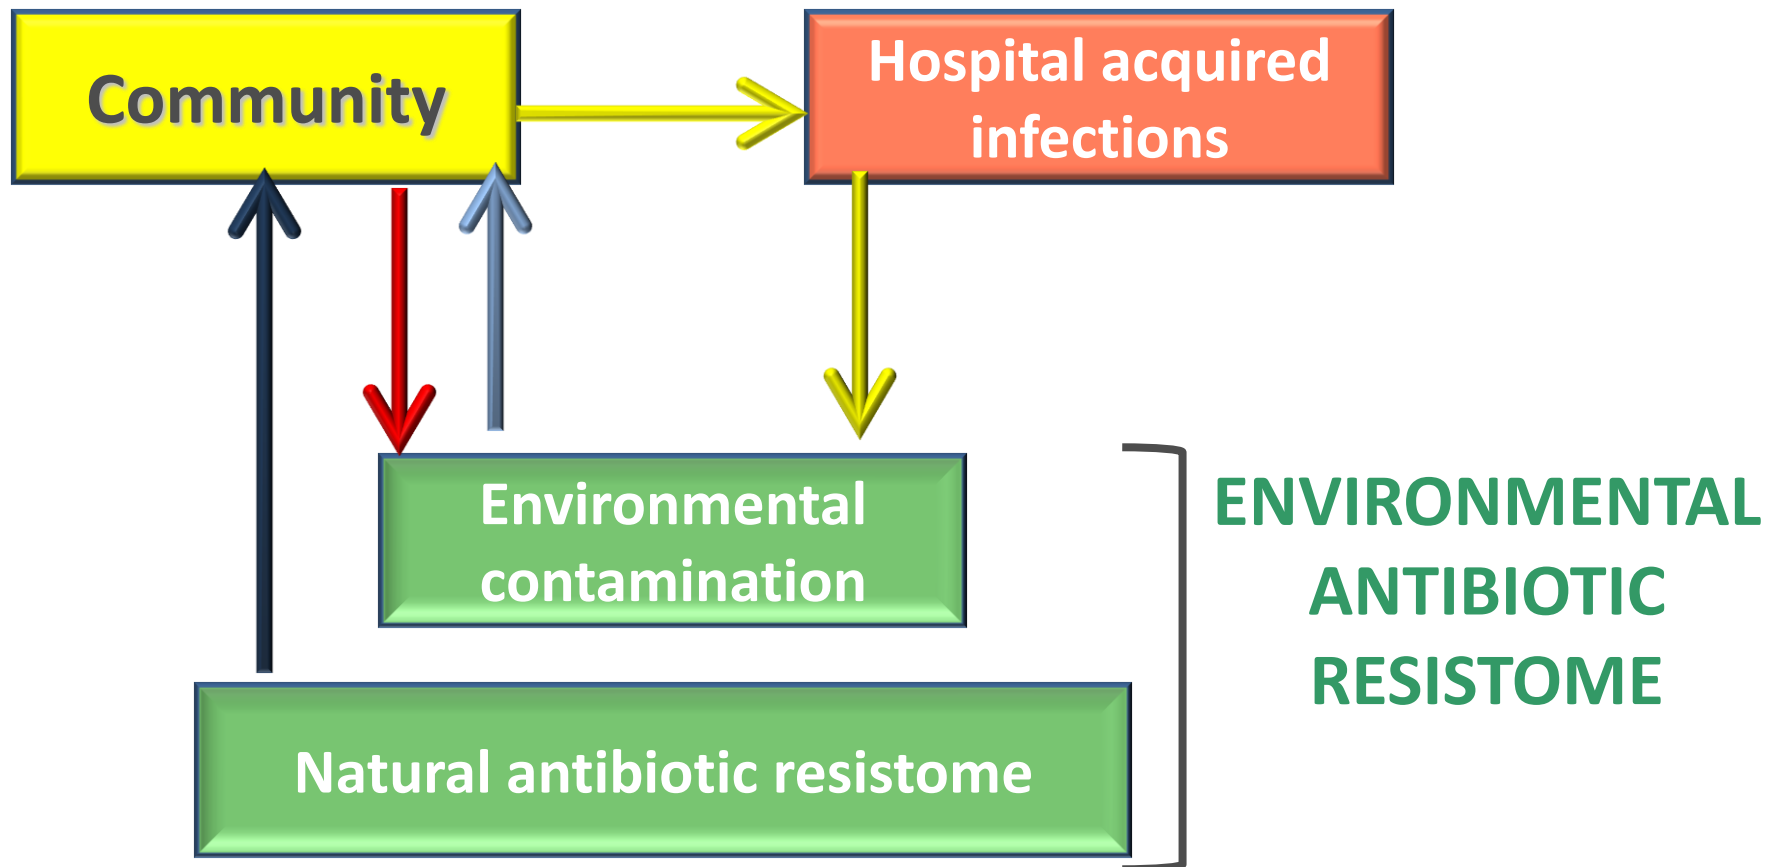 Community
Hospital acquired
infections
Environmental
contamination
ENVIRONMENTAL
ANTIBIOTIC
RESISTOME
Natural antibiotic resistome